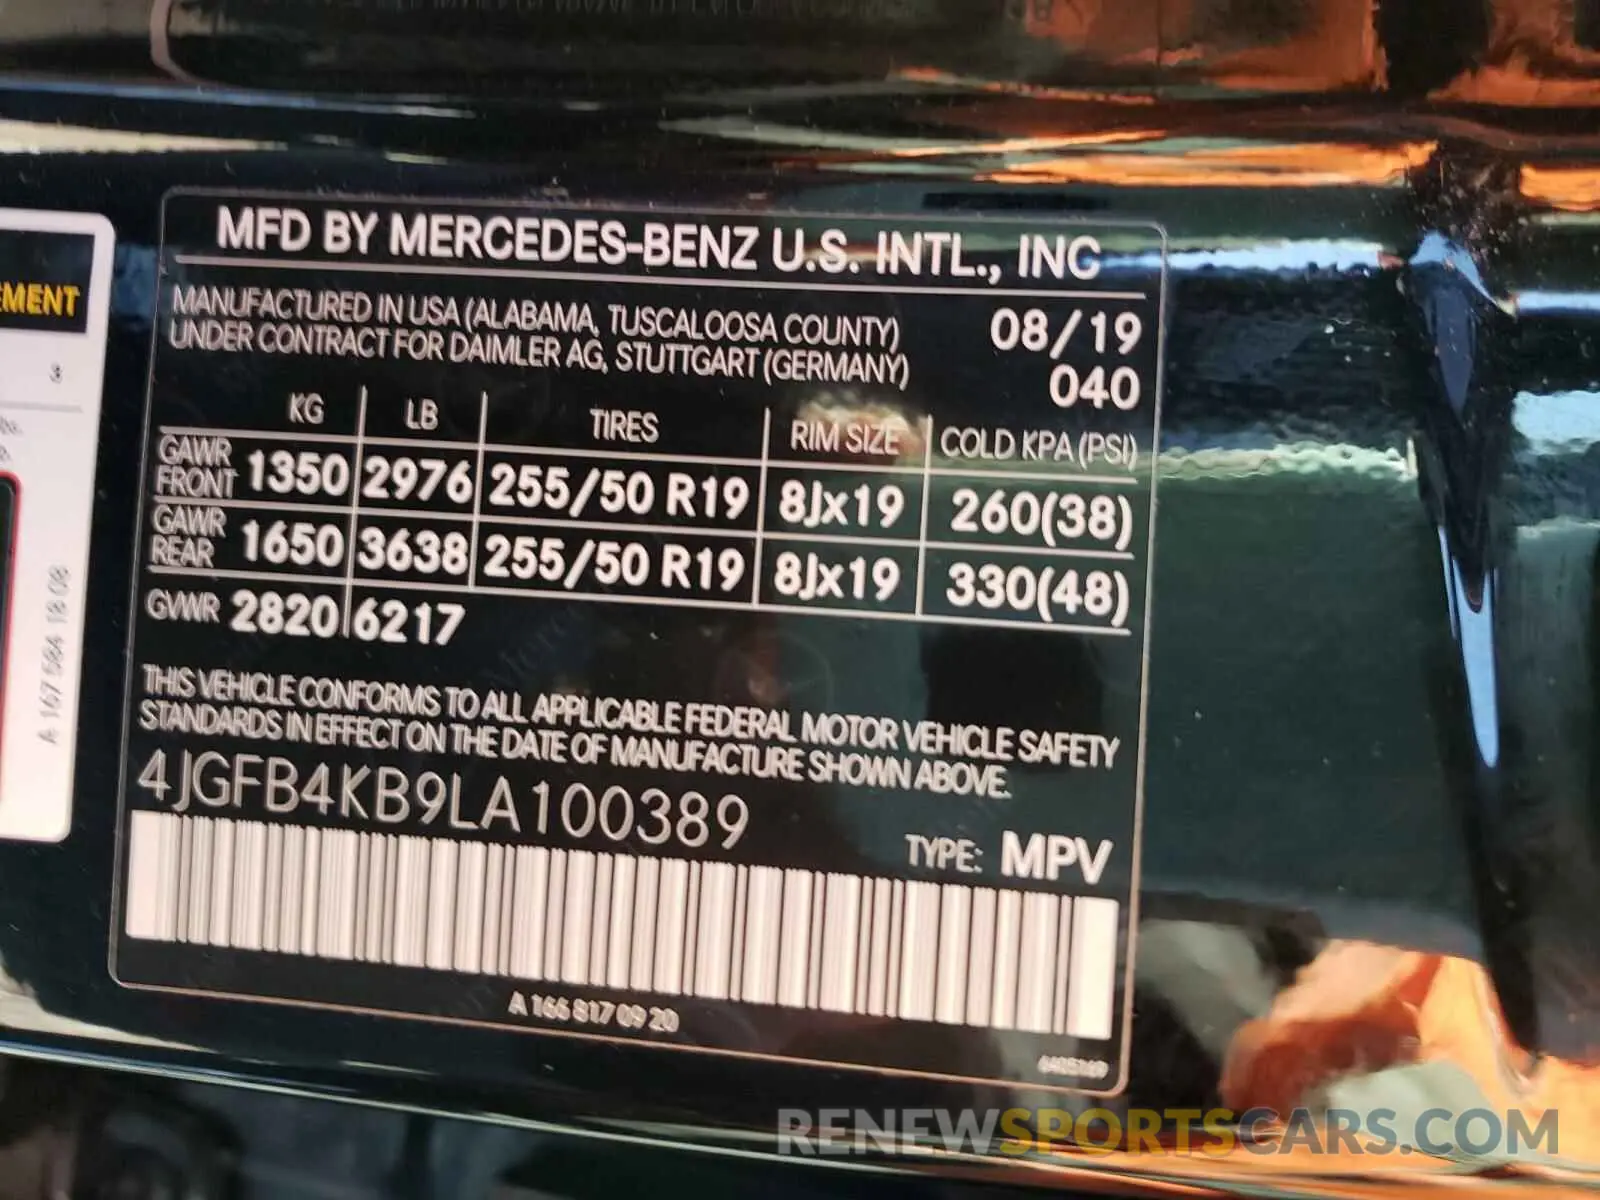 MFD BY MERCEDES-BENZ U.S. INTL., INC
MANUFACTURED IN USA (ALABAMA, TUSCALOOSA COUNTY) 08/19
UNDER CONTRACT FOR DAIMLER AG, STUTTGART (GERMANY) 040
KG LB TIRES RIM SIZE COLD KPA (PSI)
GAWR FRONT 1350 2976 255/50 R19 8Jx19 260(38)
GAWR REAR 1650 3638 255/50 R19 8Jx19 330(48)
GVWR 2820 6217
THIS VEHICLE CONFORMS TO ALL APPLICABLE FEDERAL MOTOR VEHICLE SAFETY
STANDARDS IN EFFECT ON THE DATE OF MANUFACTURE SHOWN ABOVE.
4JGFB4KB9LA100389
TYPE: MPV
A 166 817 09 20
EMENT
3
A 167 584 18 08
RENEWSPORTSCARS.COM